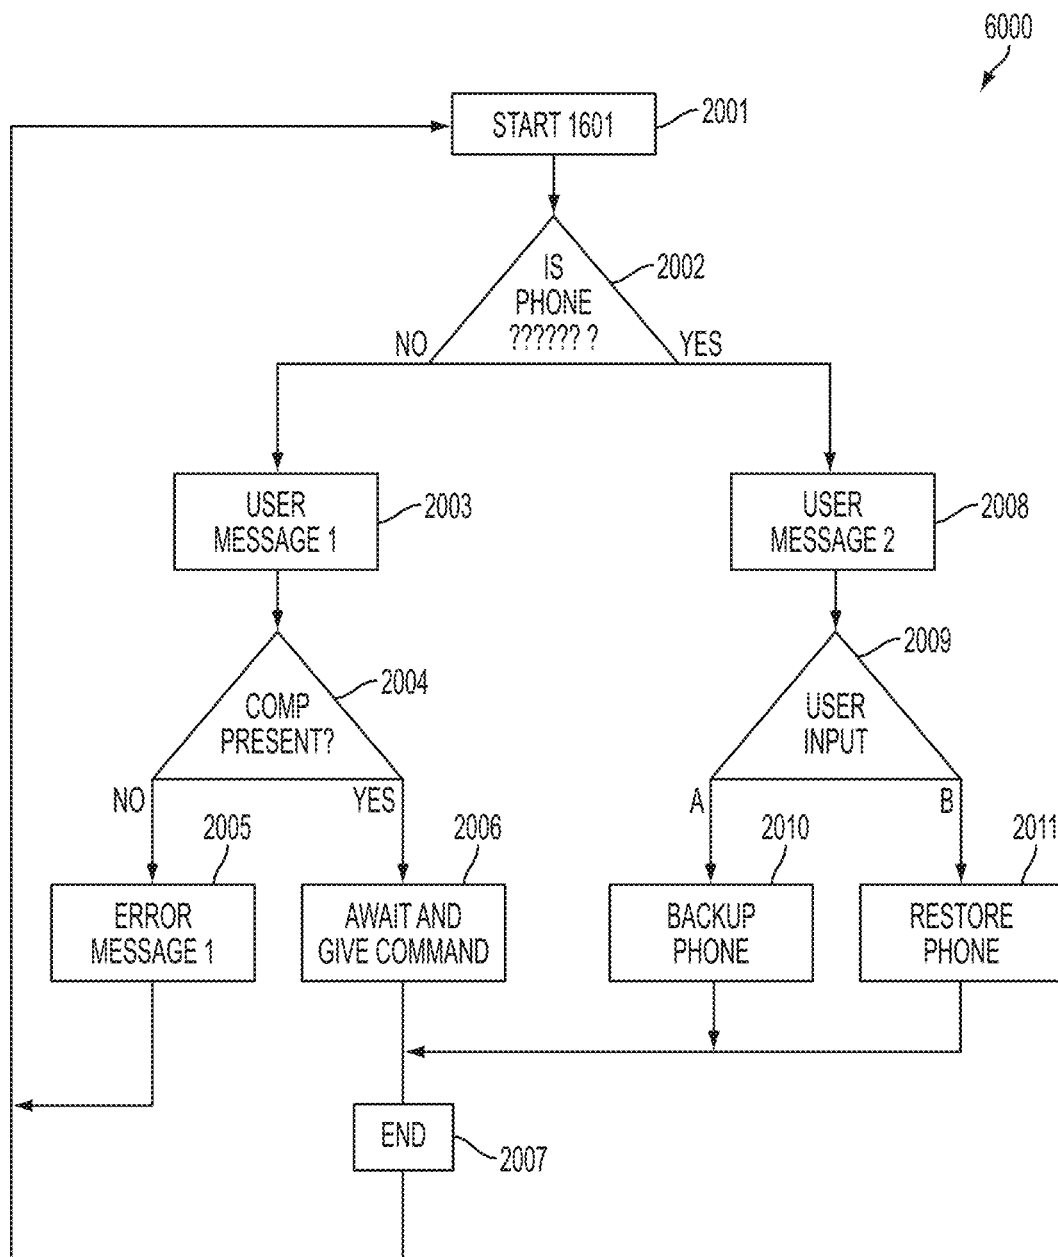 6000
START 1601
2001
IS
PHONE
?????? ?
2002
NO
YES
USER
MESSAGE 1
2003
USER
MESSAGE 2
2008
COMP
PRESENT?
2004
USER
INPUT
2009
NO
YES
A
B
2005
2006
2010
2011
ERROR
MESSAGE 1
AWAIT AND
GIVE COMMAND
BACKUP
PHONE
RESTORE
PHONE
END
2007